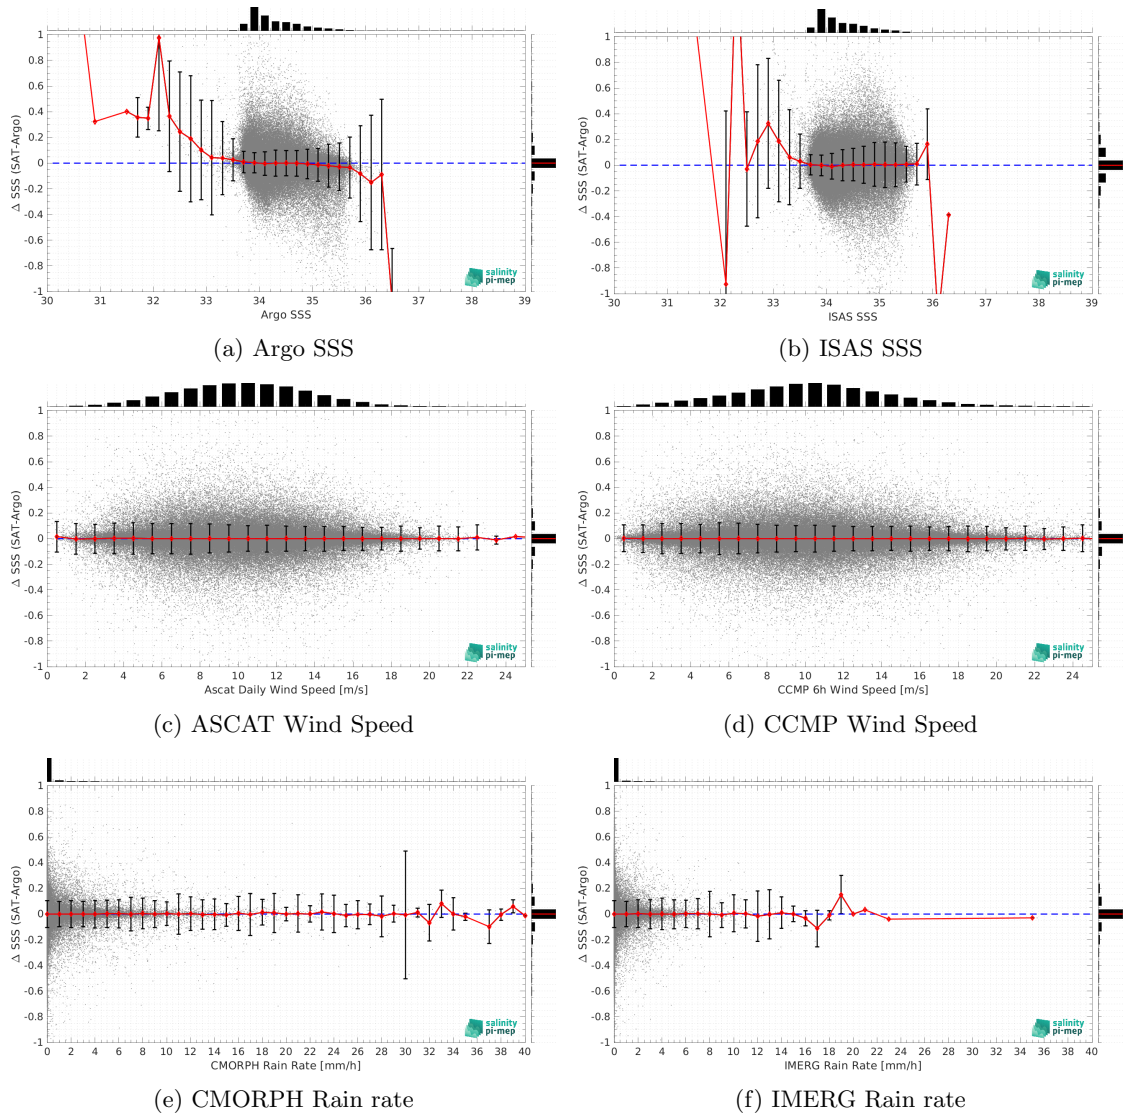 1
0.8
0.6
0.4
0.2
0
-0.2
-0.4
-0.6
-0.8
-1
Δ SSS (SAT-Argo)
salinity
pi-mep
30 31 32 33 34 35 36 37 38 39
Argo SSS
(a) Argo SSS
1
0.8
0.6
0.4
0.2
0
-0.2
-0.4
-0.6
-0.8
-1
Δ SSS (SAT-Argo)
salinity
pi-mep
30 31 32 33 34 35 36 37 38 39
ISAS SSS
(b) ISAS SSS
1
0.8
0.6
0.4
0.2
0
-0.2
-0.4
-0.6
-0.8
-1
Δ SSS (SAT-Argo)
salinity
pi-mep
0 2 4 6 8 10 12 14 16 18 20 22 24
Ascat Daily Wind Speed [m/s]
(c) ASCAT Wind Speed
1
0.8
0.6
0.4
0.2
0
-0.2
-0.4
-0.6
-0.8
-1
Δ SSS (SAT-Argo)
salinity
pi-mep
0 2 4 6 8 10 12 14 16 18 20 22 24
CCMP 6h Wind Speed [m/s]
(d) CCMP Wind Speed
1
0.8
0.6
0.4
0.2
0
-0.2
-0.4
-0.6
-0.8
-1
Δ SSS (SAT-Argo)
salinity
pi-mep
0 2 4 6 8 10 12 14 16 18 20 22 24 26 28 30 32 34 36 38 40
CMORPH Rain Rate [mm/h]
(e) CMORPH Rain rate
1
0.8
0.6
0.4
0.2
0
-0.2
-0.4
-0.6
-0.8
-1
Δ SSS (SAT-Argo)
salinity
pi-mep
0 2 4 6 8 10 12 14 16 18 20 22 24 26 28 30 32 34 36 38 40
IMERG Rain Rate [mm/h]
(f) IMERG Rain rate